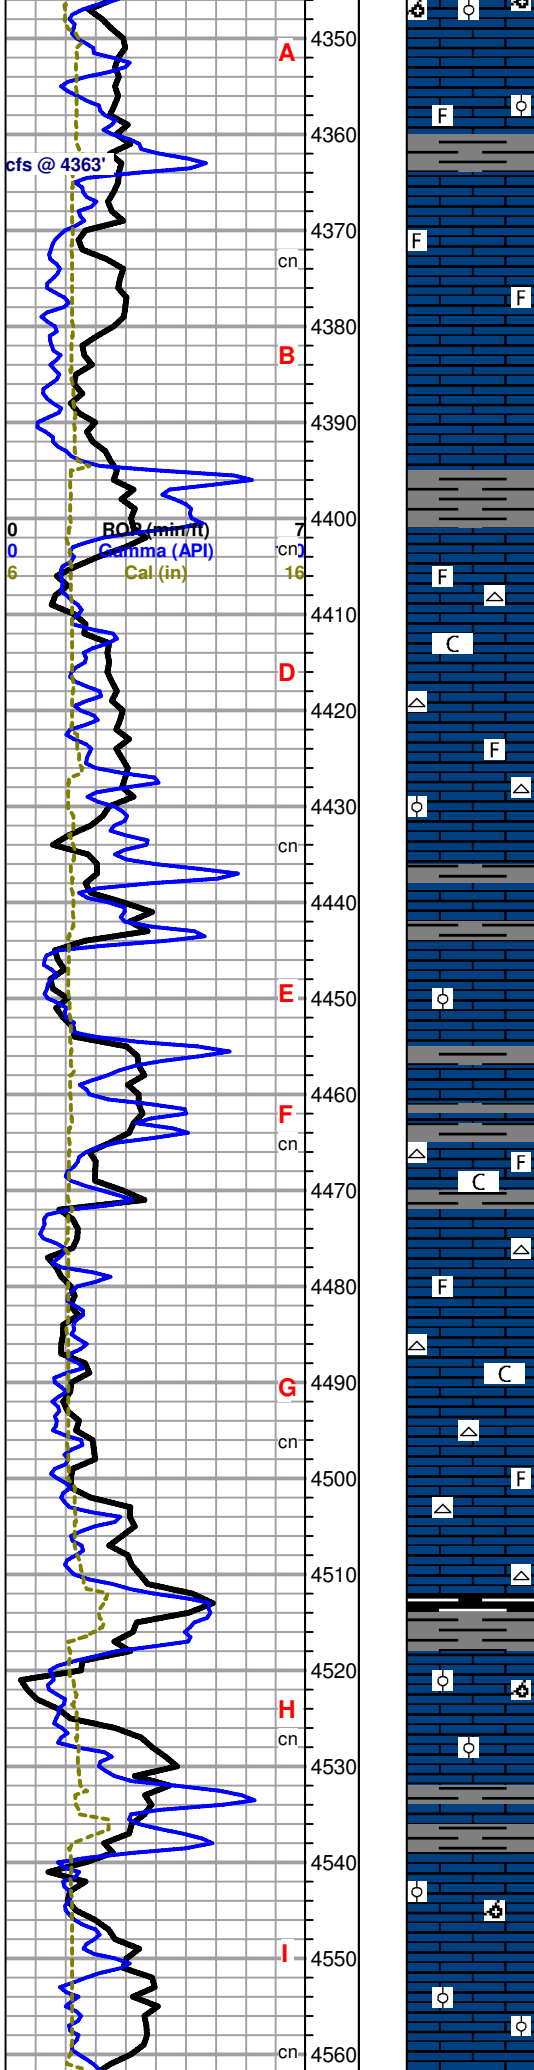 4350
A
F
4360
cfs @ 4363'
4370
F
cn
F
4380
B
4390
4400
0 ROP (min/ft) 7
0 Gamma (API) cn
6 Cal (in) 16
F
4410
C
D
4420
F
4430
cn
4440
E
4450
4460
F
cn
F
C
4470
4480
F
G
C
4490
cn
4500
F
4510
4520
H
cn
4530
4540
I
4550
cn
4560